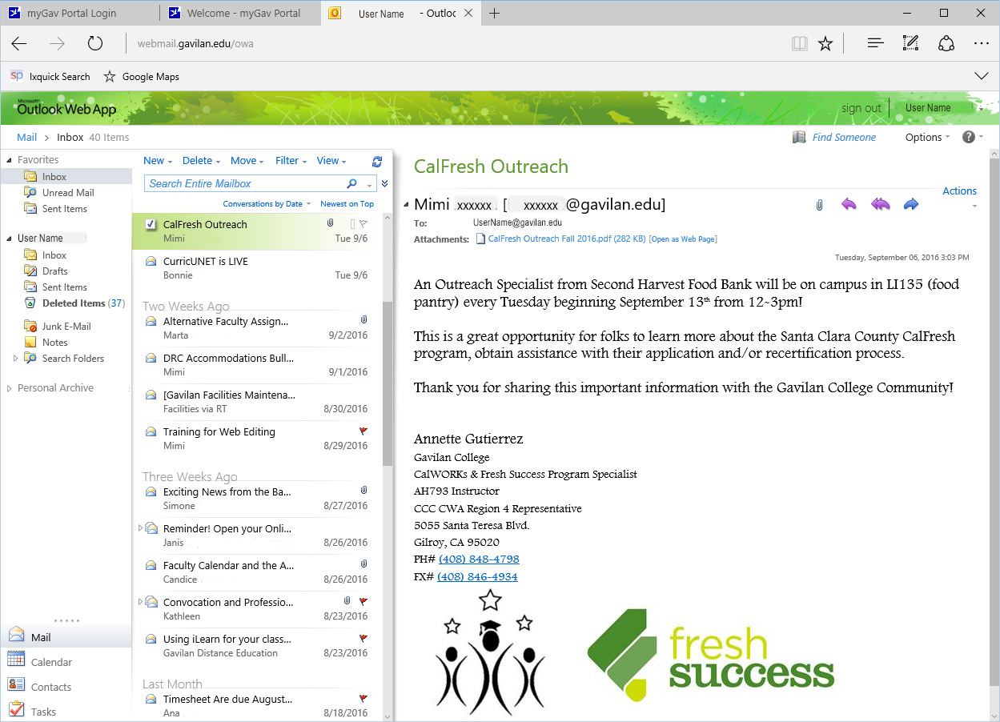 myGav Portal Login
Welcome - myGav Portal
User Name - Outloc
webmail.gavilan.edu/owa
Ixquick Search
Google Maps
Microsoft
Outlook Web App
sign out
User Name
Mail > Inbox 40 Items
Find Someone
Options
Favorites
Inbox
Unread Mail
Sent Items
User Name
Inbox
Drafts
Sent Items
Deleted Items (37)
Junk E-Mail
Notes
Search Folders
Personal Archive
Mail
Calendar
Contacts
Tasks
New Delete Move Filter View
Search Entire Mailbox
Conversations by Date Newest on Top
CalFresh Outreach
Mimi Tue 9/6
CurricUNET is LIVE
Bonnie Tue 9/6
Two Weeks Ago
Alternative Faculty Assign...
Marta 9/2/2016
DRC Accommodations Bull...
Mimi 9/1/2016
[Gavilan Facilities Maintena...
Facilities via RT 8/30/2016
Training for Web Editing
Mimi 8/29/2016
Three Weeks Ago
Exciting News from the Ba...
Simone 8/27/2016
Reminder! Open your Onli...
Janis 8/26/2016
Faculty Calendar and the A...
Candice 8/26/2016
Convocation and Professio...
Kathleen 8/23/2016
Using iLearn for your class...
Gavilan Distance Education 8/23/2016
Last Month
Timesheet Are due August...
Ana 8/18/2016
CalFresh Outreach
Actions
Mimi xxxxxx [ xxxxxx @gavilan.edu]
To: UserName@gavilan.edu
Attachments: CalFresh Outreach Fall 2016.pdf (282 KB) [Open as Web Page]
Tuesday, September 06, 2016 3:03 PM
An Outreach Specialist from Second Harvest Food Bank will be on campus in LI135 (food
pantry) every Tuesday beginning September 13th from 12-3pm!
This is a great opportunity for folks to learn more about the Santa Clara County CalFresh
program, obtain assistance with their application and/or recertification process.
Thank you for sharing this important information with the Gavilan College Community!
Annette Gutierrez
Gavilan College
CalWORKs & Fresh Success Program Specialist
AH793 Instructor
CCC CWA Region 4 Representative
5055 Santa Teresa Blvd.
Gilroy, CA 95020
PH# (408) 848-4798
FX# (408) 846-4934
fresh
success